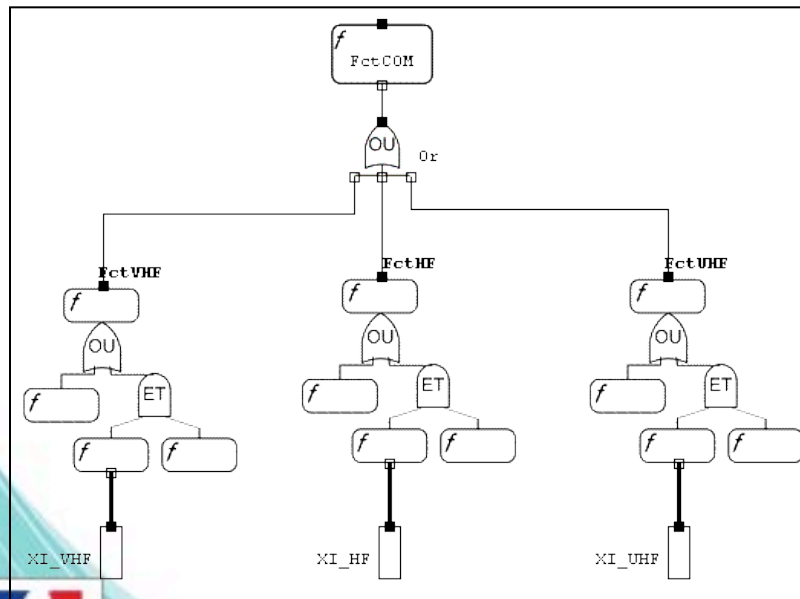 f
FctCOM
OU
Or
FctVHF
FctHF
FctUHF
f
f
f
OU
OU
OU
f
ET
f
ET
f
ET
f
f
f
f
f
f
XI_VHF
XI_HF
XI_UHF